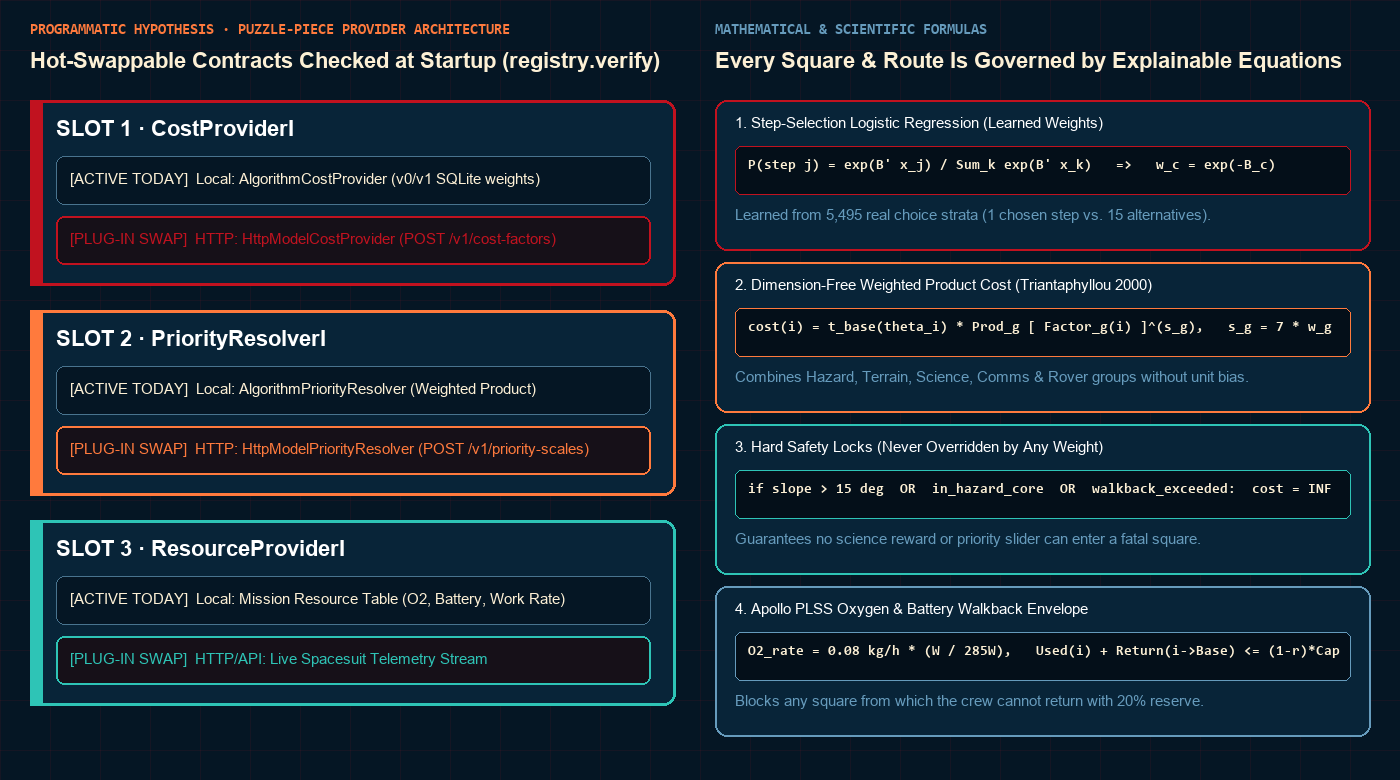 PROGRAMMATIC HYPOTHESIS · PUZZLE-PIECE PROVIDER ARCHITECTURE
Hot-Swappable Contracts Checked at Startup (registry.verify)
SLOT 1 · CostProviderI
[ACTIVE TODAY]  Local: AlgorithmCostProvider (v0/v1 SQLite weights)
[PLUG-IN SWAP]  HTTP: HttpModelCostProvider (POST /v1/cost-factors)
SLOT 2 · PriorityResolverI
[ACTIVE TODAY]  Local: AlgorithmPriorityResolver (Weighted Product)
[PLUG-IN SWAP]  HTTP: HttpModelPriorityResolver (POST /v1/priority-scales)
SLOT 3 · ResourceProviderI
[ACTIVE TODAY]  Local: Mission Resource Table (O2, Battery, Work Rate)
[PLUG-IN SWAP]  HTTP/API: Live Spacesuit Telemetry Stream
MATHEMATICAL & SCIENTIFIC FORMULAS
Every Square & Route Is Governed by Explainable Equations
1. Step-Selection Logistic Regression (Learned Weights)
P(step j) = exp(B' x_j) / Sum_k exp(B' x_k)   =>   w_c = exp(-B_c)
Learned from 5,495 real choice strata (1 chosen step vs. 15 alternatives).
2. Dimension-Free Weighted Product Cost (Triantaphyllou 2000)
cost(i) = t_base(theta_i) * Prod_g [ Factor_g(i) ]^(s_g),   s_g = 7 * w_g
Combines Hazard, Terrain, Science, Comms & Rover groups without unit bias.
3. Hard Safety Locks (Never Overridden by Any Weight)
if slope > 15 deg  OR  in_hazard_core  OR  walkback_exceeded:  cost = INF
Guarantees no science reward or priority slider can enter a fatal square.
4. Apollo PLSS Oxygen & Battery Walkback Envelope
O2_rate = 0.08 kg/h * (W / 285W),   Used(i) + Return(i->Base) <= (1-r)*Cap
Blocks any square from which the crew cannot return with 20% reserve.